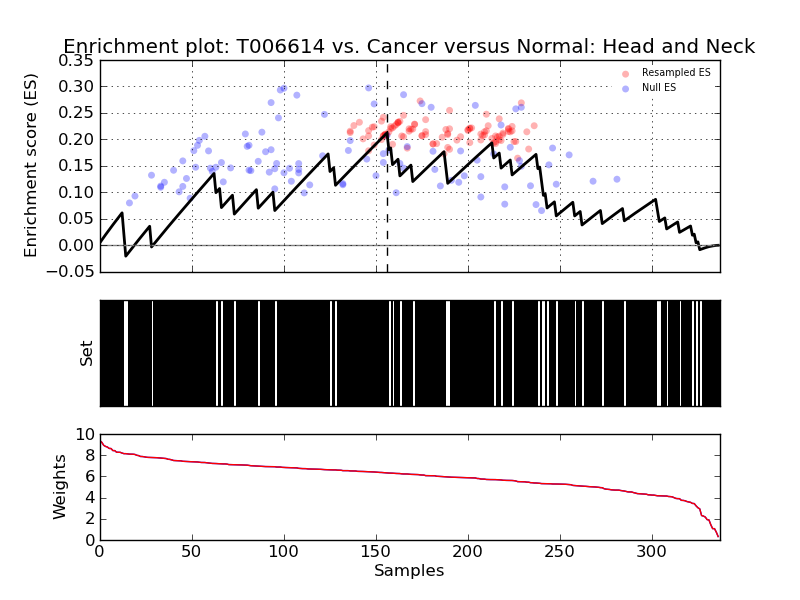 Enrichment plot: T006614 vs. Cancer versus Normal: Head and Neck
Enrichment score (ES)
0.35
0.30
0.25
0.20
0.15
0.10
0.05
0.00
−0.05
Resampled ES
Null ES
Set
Weights
10
8
6
4
2
0
0 50 100 150 200 250 300
Samples